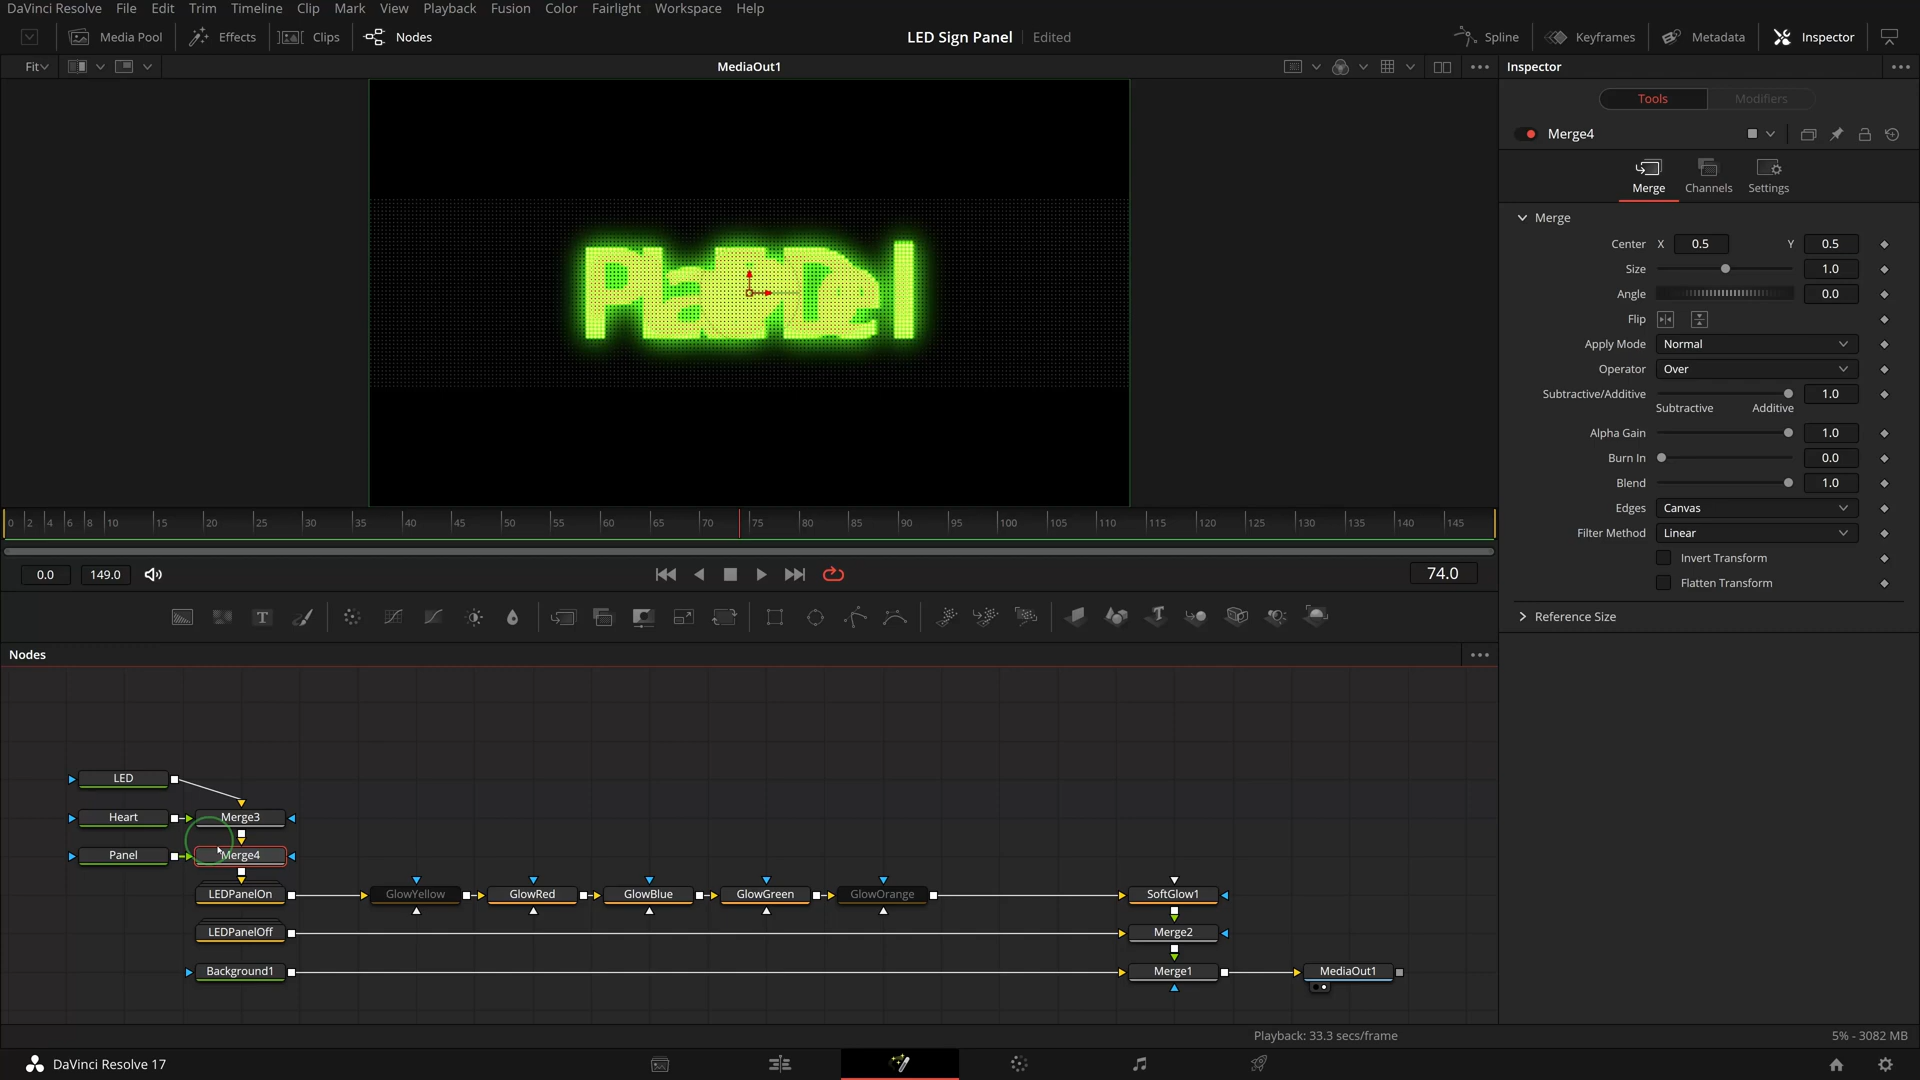 DaVinci Resolve File Edit Trim Timeline Clip Mark View Playback Fusion Color Fairlight Workspace Help
Media Pool Effects Clips Nodes LED Sign Panel Edited Spline Keyframes Metadata Inspector
Fit MediaOut1 Inspector
Tools Modifiers
Merge4
Merge Channels Settings
Merge
Center X 0.5 Y 0.5
Size 1.0
Angle 0.0
Flip
Apply Mode Normal
Operator Over
Subtractive/Additive 1.0
Subtractive Additive
Alpha Gain 1.0
Burn In 0.0
Blend 1.0
Edges Canvas
Filter Method Linear
Invert Transform
Flatten Transform
Reference Size
0 2 4 6 8 10 15 20 25 30 35 40 45 50 55 60 65 70 75 80 85 90 95 100 105 110 115 120 125 130 135 140 145
0.0 149.0 74.0
Nodes
LED
Heart Merge3
Panel Merge4
LEDPanelOn GlowYellow GlowRed GlowBlue GlowGreen GlowOrange SoftGlow1
LEDPanelOff Merge2
Background1 Merge1 MediaOut1
Playback: 33.3 secs/frame 5% - 3082 MB
DaVinci Resolve 17